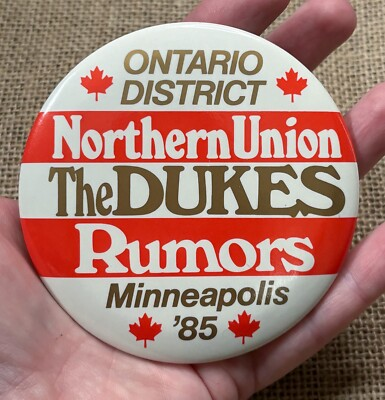 ONTARIO
DISTRICT
Northern Union
The DUKES
Rumors
Minneapolis
'85